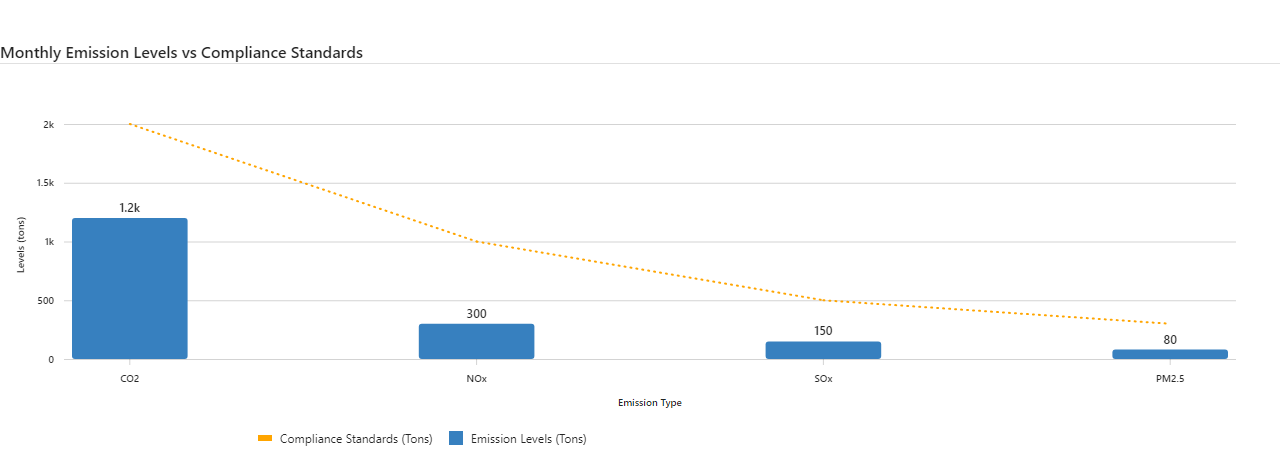 Monthly Emission Levels vs Compliance Standards
2k
1.5k
1k
500
0
Levels (tons)
1.2k
300
150
80
CO2
NOx
SOx
PM2.5
Emission Type
Compliance Standards (Tons)
Emission Levels (Tons)